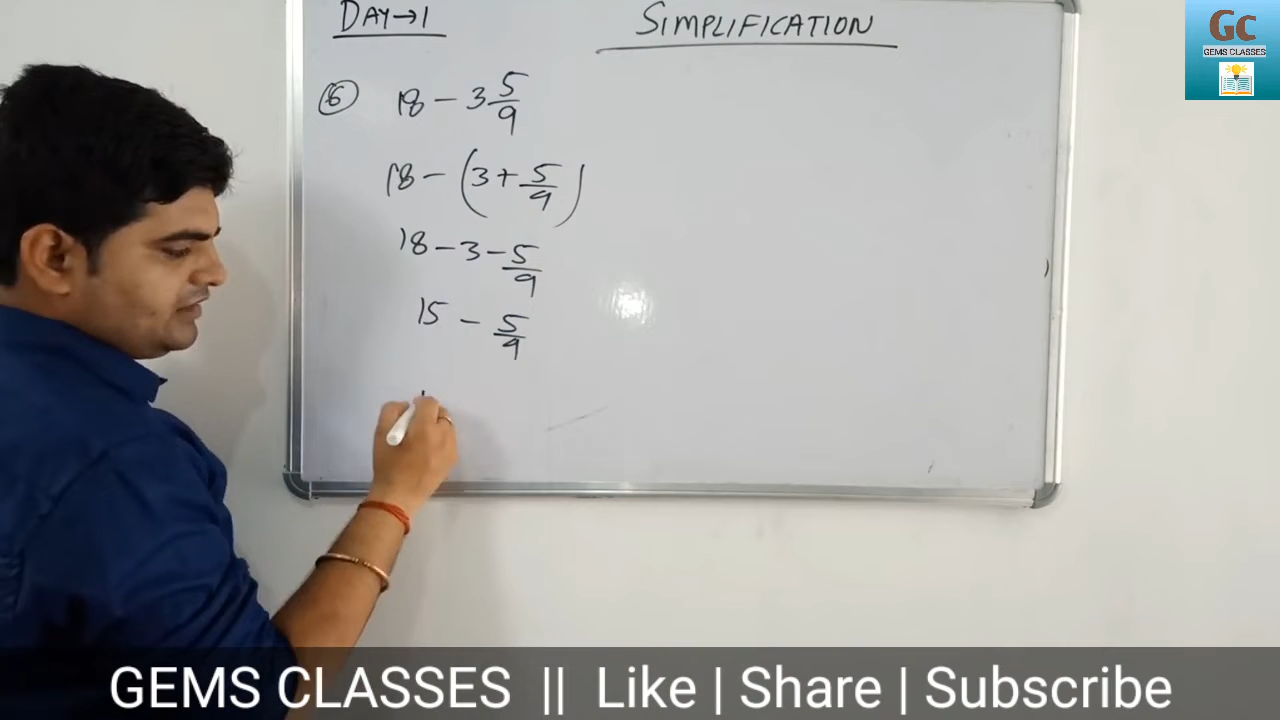 DAY→1
SIMPLIFICATION
Gc
GEMS CLASSES
⑥ 18 - 3 5/9
18 - (3 + 5/9)
18 - 3 - 5/9
15 - 5/9
GEMS CLASSES || Like | Share | Subscribe